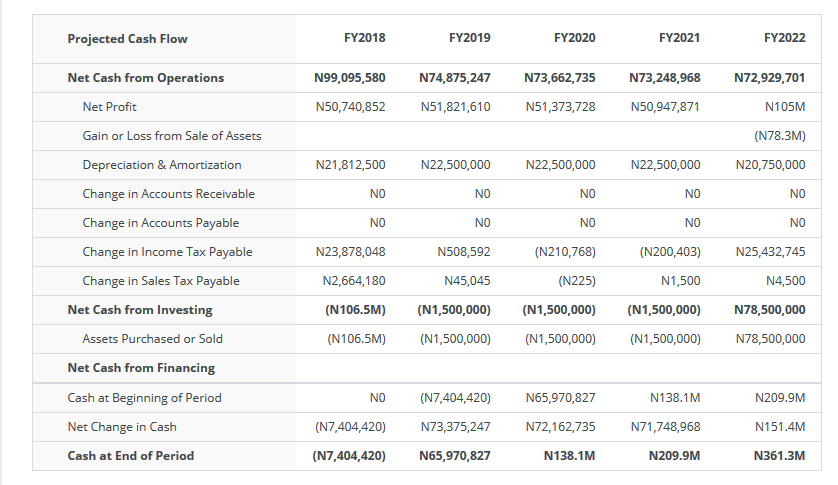 Projected Cash Flow FY2018 FY2019 FY2020 FY2021 FY2022
Net Cash from Operations N99,095,580 N74,875,247 N73,662,735 N73,248,968 N72,929,701
Net Profit N50,740,852 N51,821,610 N51,373,728 N50,947,871 N105M
Gain or Loss from Sale of Assets (N78.3M)
Depreciation & Amortization N21,812,500 N22,500,000 N22,500,000 N22,500,000 N20,750,000
Change in Accounts Receivable N0 N0 N0 N0 N0
Change in Accounts Payable N0 N0 N0 N0 N0
Change in Income Tax Payable N23,878,048 N508,592 (N210,768) (N200,403) N25,432,745
Change in Sales Tax Payable N2,664,180 N45,045 (N225) N1,500 N4,500
Net Cash from Investing (N106.5M) (N1,500,000) (N1,500,000) (N1,500,000) N78,500,000
Assets Purchased or Sold (N106.5M) (N1,500,000) (N1,500,000) (N1,500,000) N78,500,000
Net Cash from Financing
Cash at Beginning of Period N0 (N7,404,420) N65,970,827 N138.1M N209.9M
Net Change in Cash (N7,404,420) N73,375,247 N72,162,735 N71,748,968 N151.4M
Cash at End of Period (N7,404,420) N65,970,827 N138.1M N209.9M N361.3M